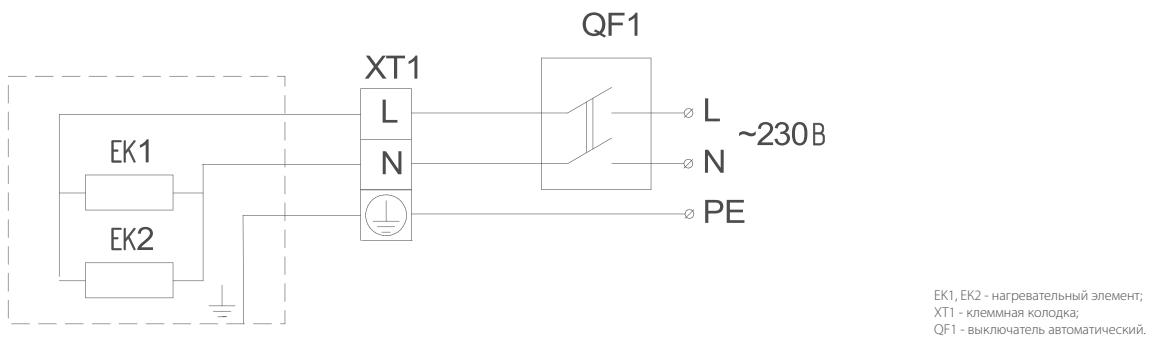 QF1
XT1
L
L
~230В
EK1
N
N
PE
EK2
EK1, EK2 - нагревательный элемент;
XT1 - клеммная колодка;
QF1 - выключатель автоматический.